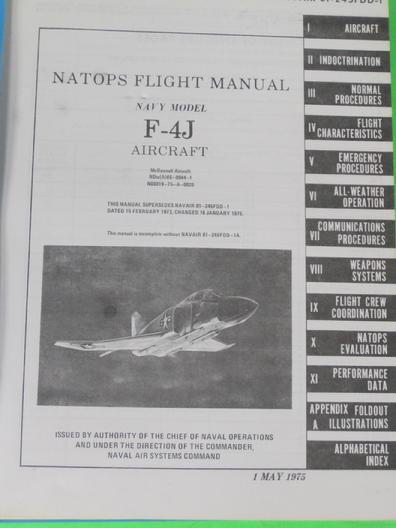 NATOPS FLIGHT MANUAL
NAVY MODEL
F-4J
AIRCRAFT
McDonnell Aircraft
THIS MANUAL SUPERSEDES NAVAIR 01-245FDD-1
DATED 15 FEBRUARY 1973, CHANGED 15 JANUARY 1975.
This manual is incomplete without NAVAIR 01-245FDD-1A.
ISSUED BY AUTHORITY OF THE CHIEF OF NAVAL OPERATIONS
AND UNDER THE DIRECTION OF THE COMMANDER,
NAVAL AIR SYSTEMS COMMAND
1 MAY 1975
I AIRCRAFT
II INDOCTRINATION
III NORMAL
PROCEDURES
IV FLIGHT
CHARACTERISTICS
V EMERGENCY
PROCEDURES
VI ALL-WEATHER
OPERATION
COMMUNICATIONS
VII PROCEDURES
VIII WEAPONS
SYSTEMS
IX FLIGHT CREW
COORDINATION
X NATOPS
EVALUATION
XI PERFORMANCE
DATA
APPENDIX FOLDOUT
A ILLUSTRATIONS
ALPHABETICAL
INDEX